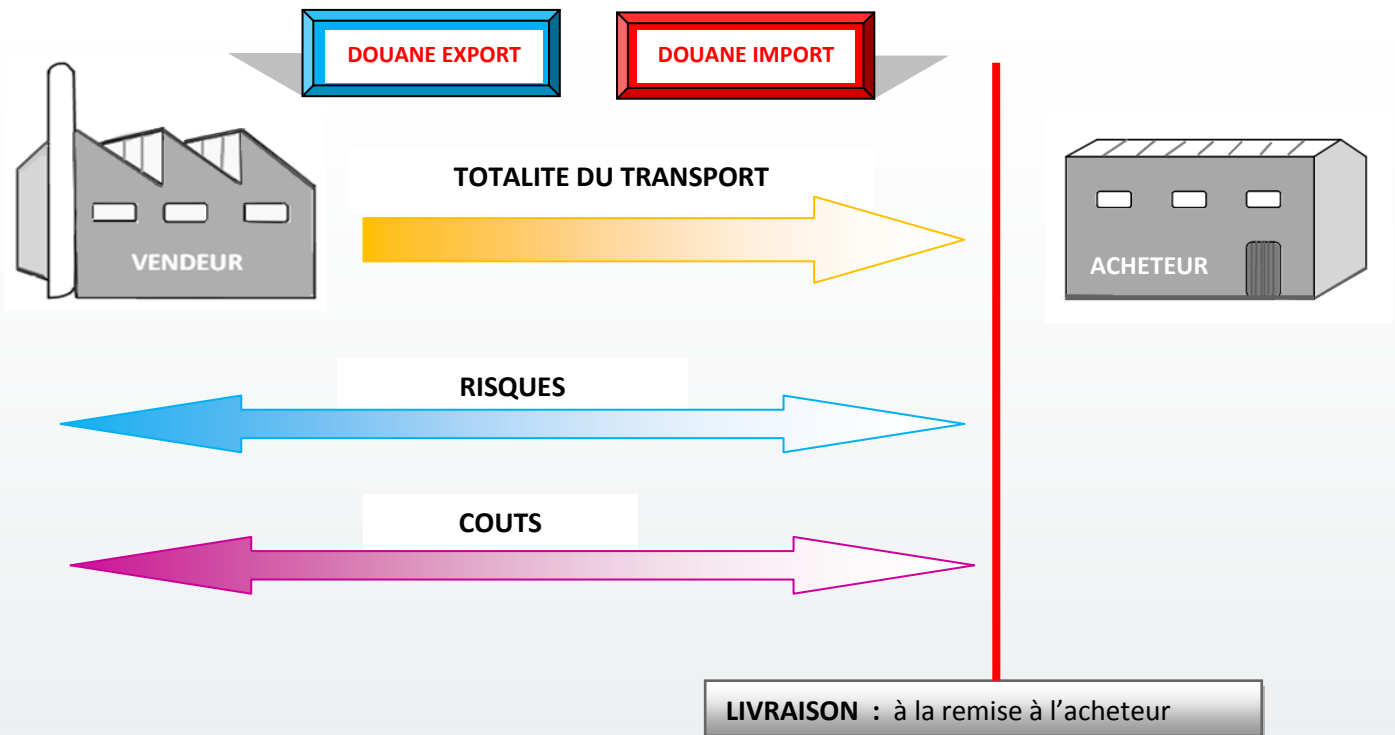 DOUANE EXPORT
DOUANE IMPORT
TOTALITE DU TRANSPORT
VENDEUR
ACHETEUR
RISQUES
COUTS
LIVRAISON : à la remise à l’acheteur